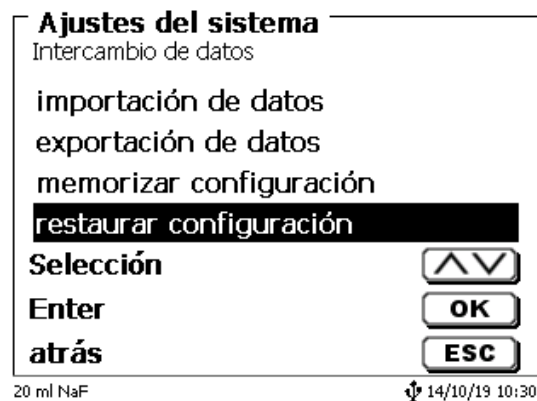 Ajustes del sistema
Intercambio de datos
importación de datos
exportación de datos
memorizar configuración
restaurar configuración
Selección
Enter OK
atrás ESC
20 ml NaF 14/10/19 10:30